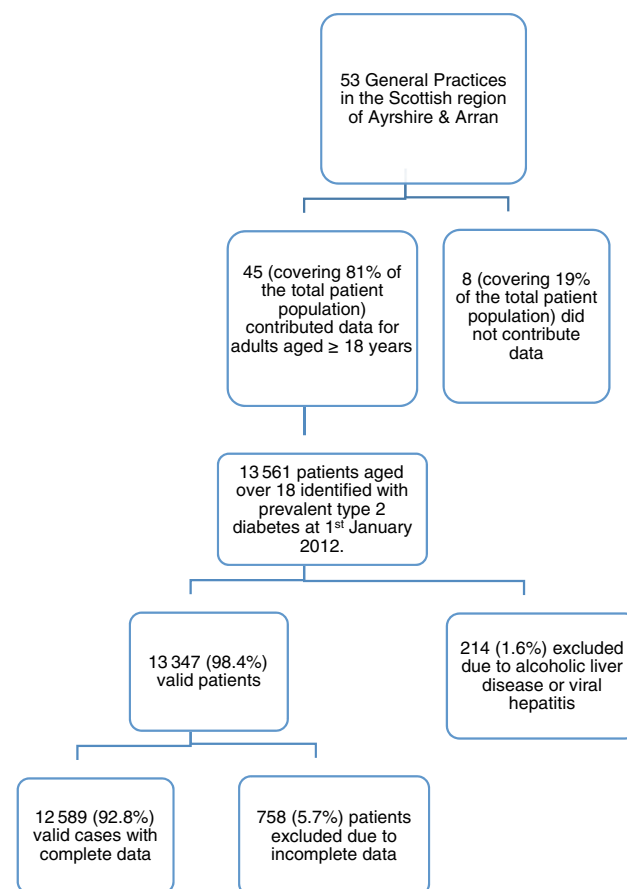 53 General Practices
in the Scottish region
of Ayrshire & Arran
45 (covering 81% of
the total patient
population)
contributed data for
adults aged ≥ 18 years
8 (covering 19%
of the total patient
population) did
not contribute
data
13 561 patients aged
over 18 identified with
prevalent type 2
diabetes at 1st January
2012.
13 347 (98.4%)
valid patients
214 (1.6%) excluded
due to alcoholic liver
disease or viral
hepatitis
12 589 (92.8%)
valid cases with
complete data
758 (5.7%) patients
excluded due to
incomplete data